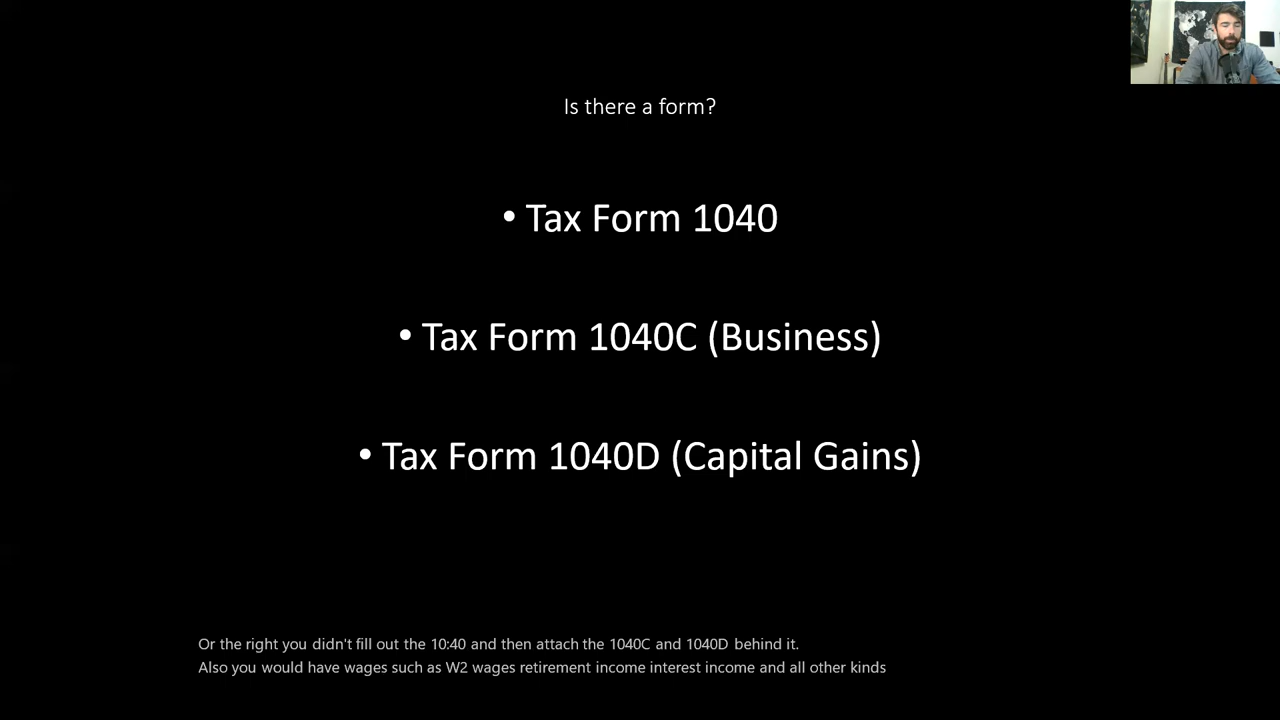 Is there a form?
• Tax Form 1040
• Tax Form 1040C (Business)
• Tax Form 1040D (Capital Gains)
Or the right you didn't fill out the 10:40 and then attach the 1040C and 1040D behind it.
Also you would have wages such as W2 wages retirement income interest income and all other kinds